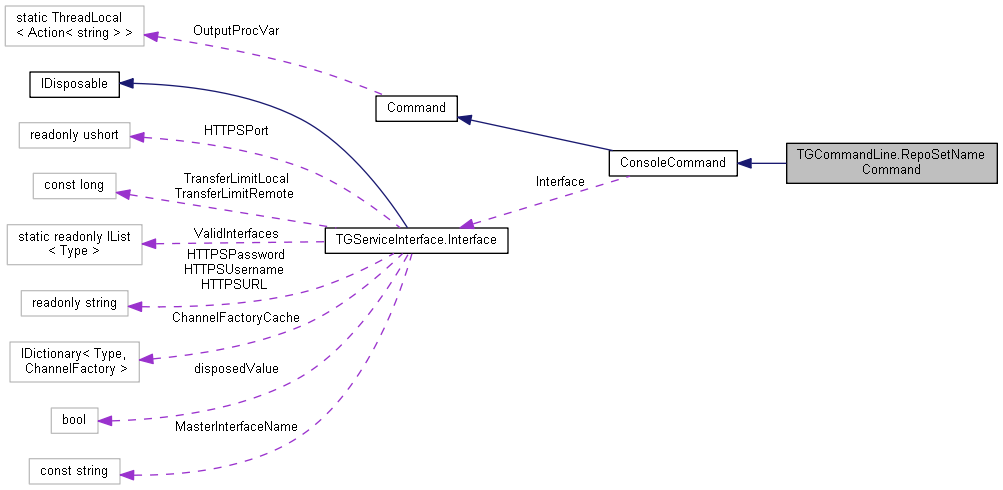 static ThreadLocal
< Action< string > >
OutputProcVar
IDisposable
Command
readonly ushort
HTTPSPort
ConsoleCommand
TGCommandLine.RepoSetName
Command
const long
TransferLimitLocal
TransferLimitRemote
Interface
static readonly IList
< Type >
ValidInterfaces
TGServiceInterface.Interface
HTTPSPassword
HTTPSUsername
HTTPSURL
readonly string
ChannelFactoryCache
IDictionary< Type,
ChannelFactory >
disposedValue
bool
MasterInterfaceName
const string